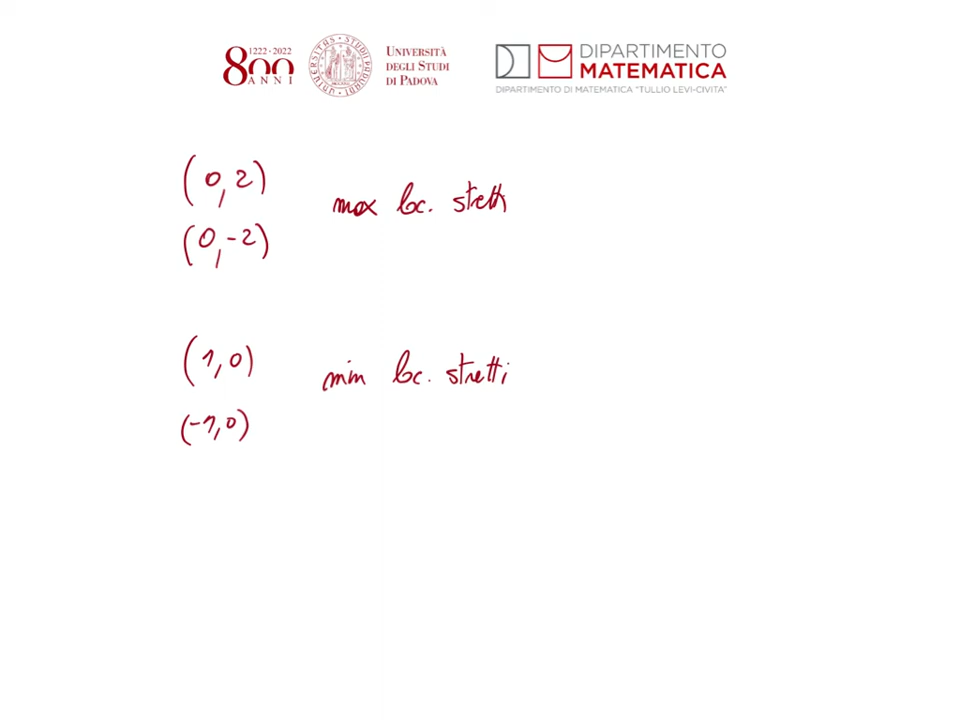 1222·2022
800
ANNI
UNIVERSITÀ
DEGLI STUDI
DI PADOVA
DIPARTIMENTO
MATEMATICA
DIPARTIMENTO DI MATEMATICA "TULLIO LEVI-CIVITA"
(0,2)
max loc. stretti
(0,-2)
(1,0)
min loc. stretti
(-1,0)